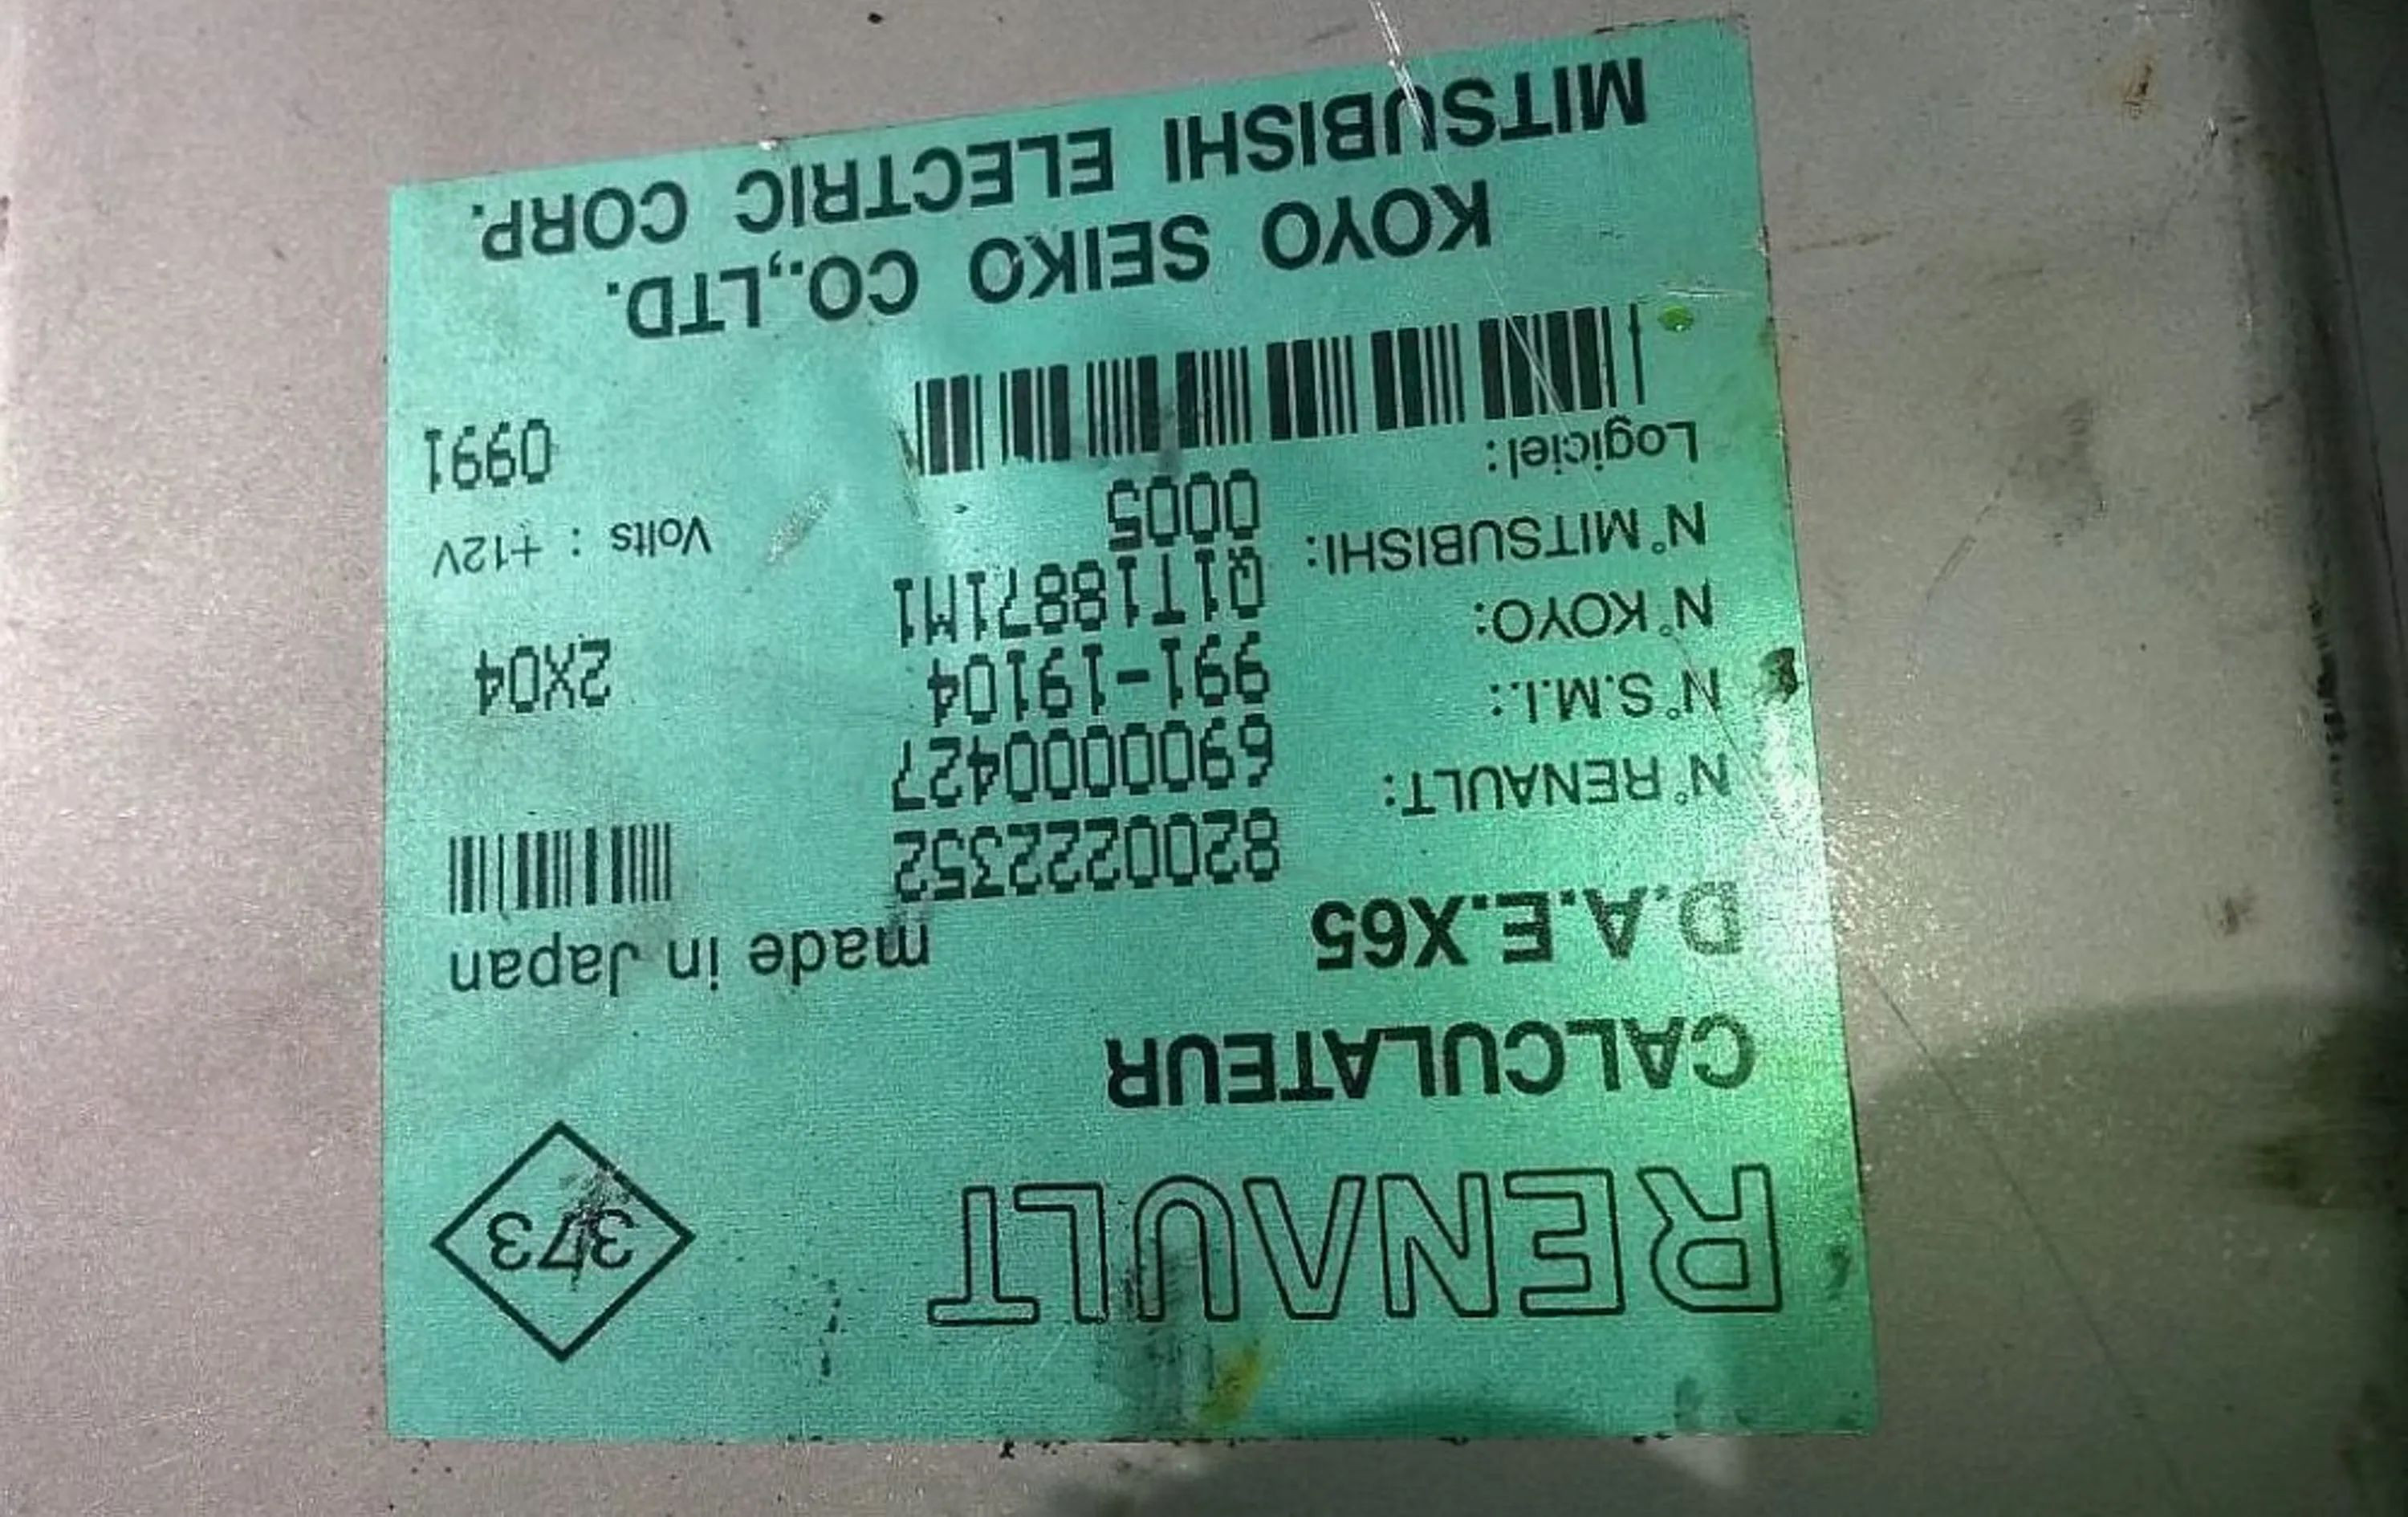 RENAULT 373
CALCULATEUR
D.A.E.X65 made in Japan
N°RENAULT: 8200222352
N°S.M.I.: 690000427
N°KOYO: 991-19104 2X04
N°MITSUBISHI: Q1T18871M1
Logiciel: 0005 Volts : +12V
0991
KOYO SEIKO CO.,LTD.
MITSUBISHI ELECTRIC CORP.